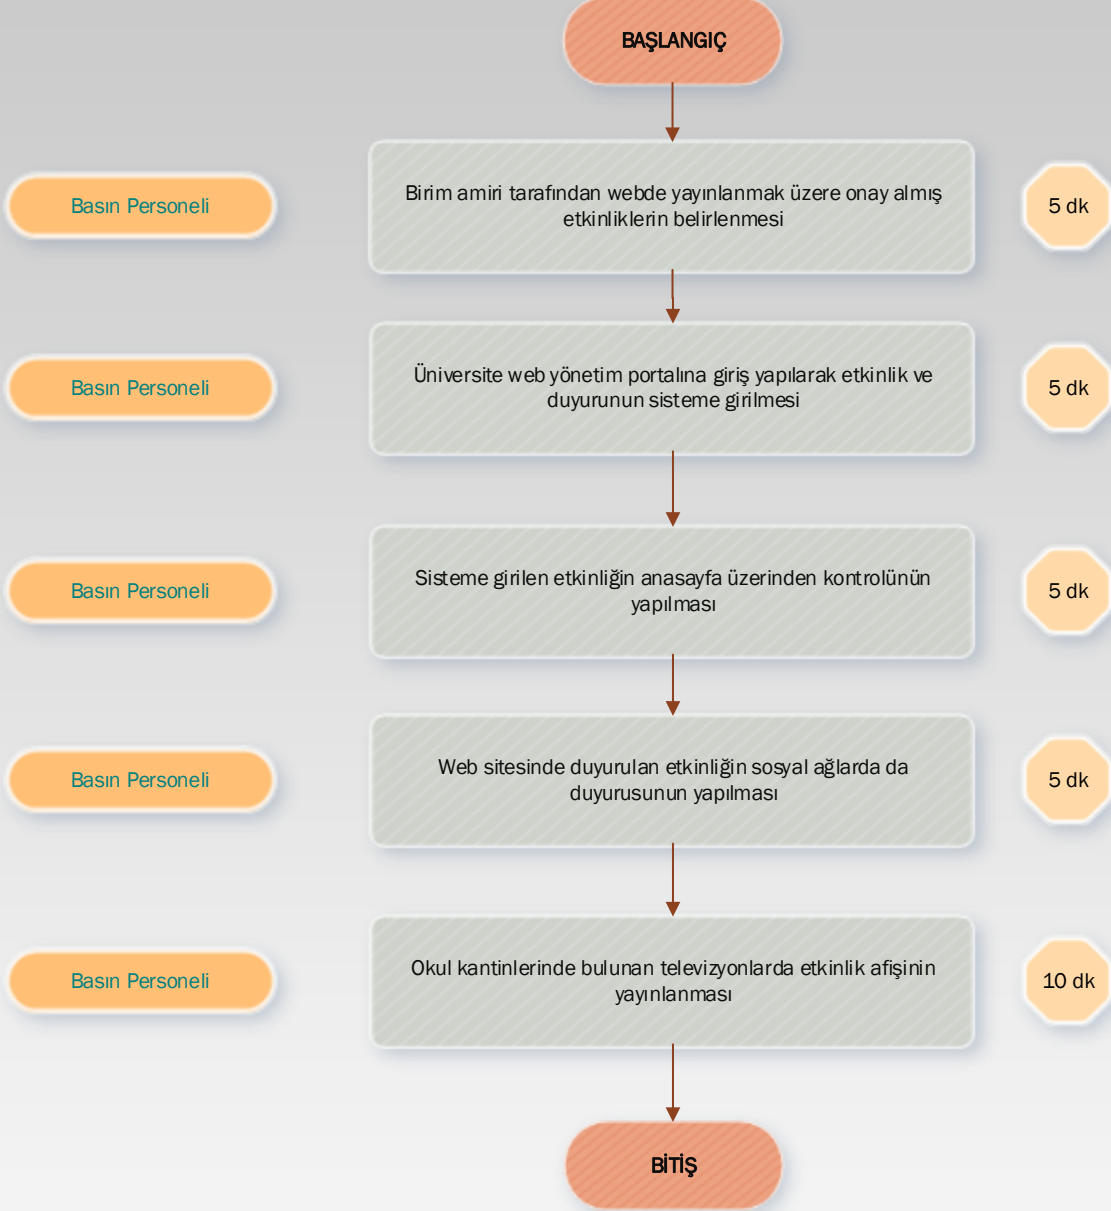 BAŞLANGIÇ
Basın Personeli
Birim amiri tarafından webde yayınlanmak üzere onay almış
etkinliklerin belirlenmesi
5 dk
Basın Personeli
Üniversite web yönetim portalına giriş yapılarak etkinlik ve
duyurunun sisteme girilmesi
5 dk
Basın Personeli
Sisteme girilen etkinliğin anasayfa üzerinden kontrolünün
yapılması
5 dk
Basın Personeli
Web sitesinde duyurulan etkinliğin sosyal ağlarda da
duyurusunun yapılması
5 dk
Basın Personeli
Okul kantinlerinde bulunan televizyonlarda etkinlik afişinin
yayınlanması
10 dk
BİTİŞ